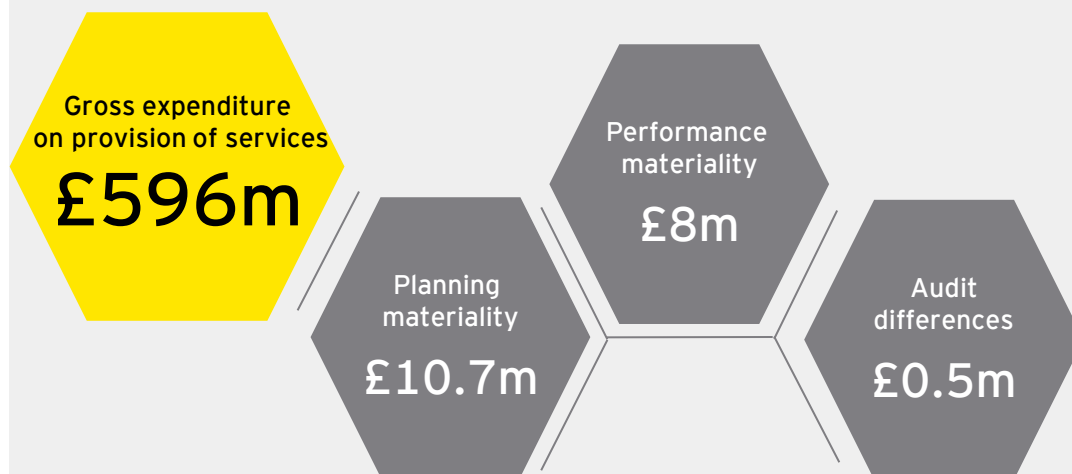 Gross expenditure
on provision of services
£596m
Planning
materiality
£10.7m
Performance
materiality
£8m
Audit
differences
£0.5m